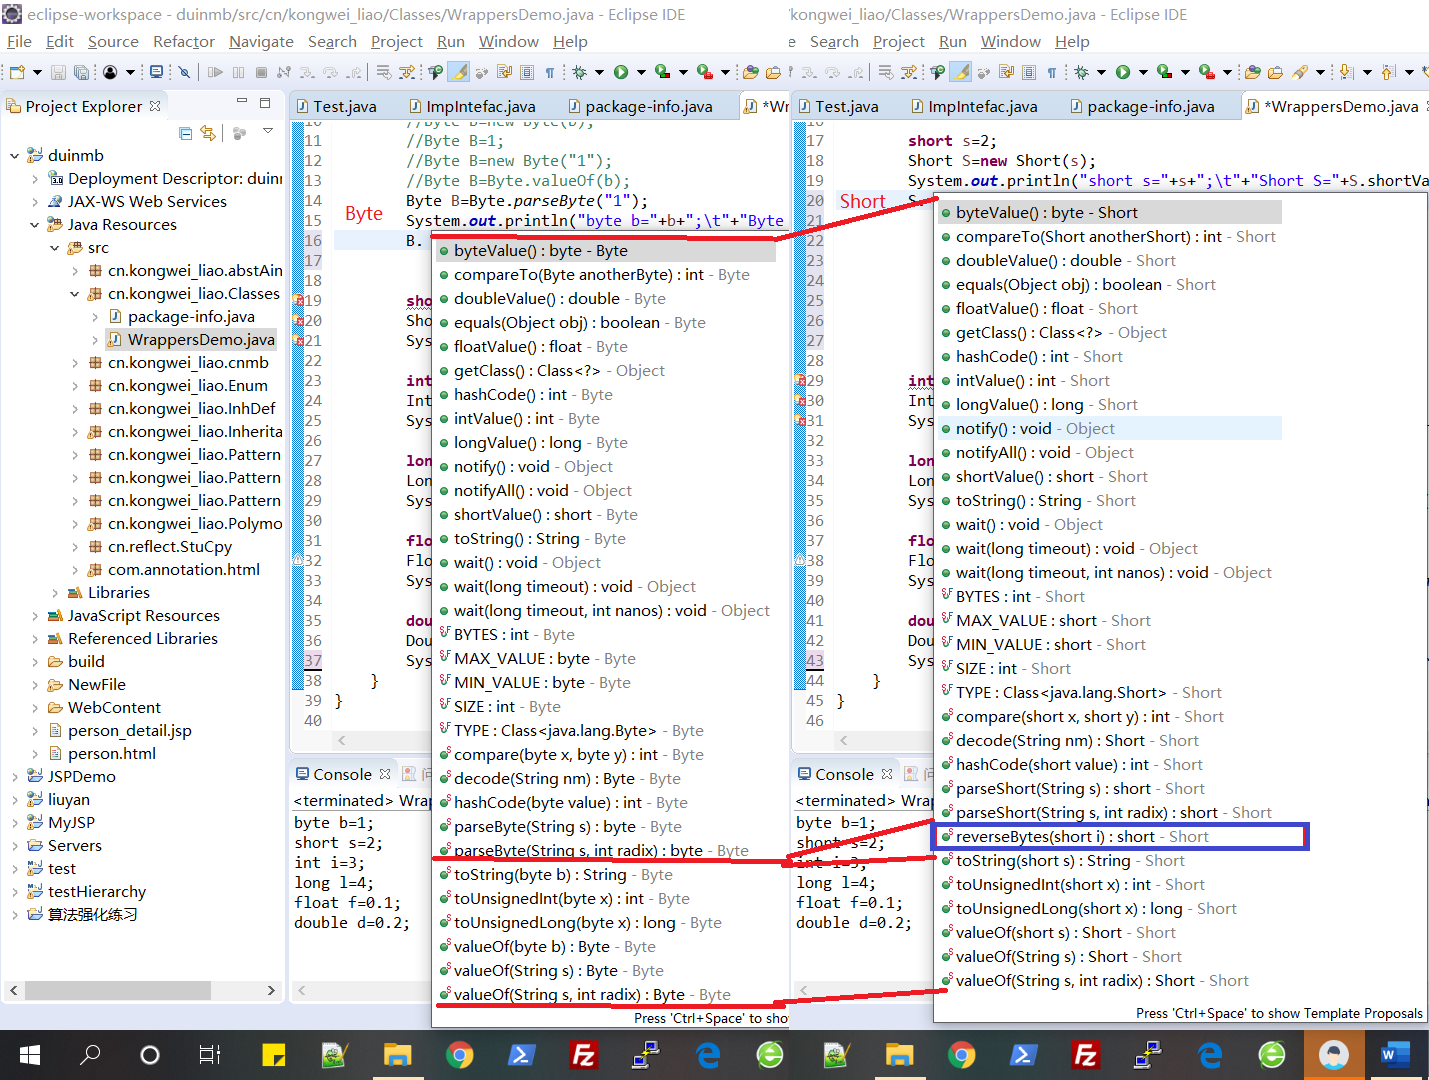 eclipse-workspace - duinmb/src/cn/kongwei_liao/Classes/WrappersDemo.java - Eclipse IDE
/kongwei_liao/Classes/WrappersDemo.java - Eclipse IDE
File Edit Source Refactor Navigate Search Project Run Window Help
e Search Project Run Window Help
Project Explorer
duinmb
Deployment Descriptor: duinr
JAX-WS Web Services
Java Resources
src
cn.kongwei_liao.abstAin
cn.kongwei_liao.Classes
package-info.java
WrappersDemo.java
cn.kongwei_liao.cnmb
cn.kongwei_liao.Enum
cn.kongwei_liao.InhDef
cn.kongwei_liao.Inherita
cn.kongwei_liao.Pattern
cn.kongwei_liao.Pattern
cn.kongwei_liao.Pattern
cn.kongwei_liao.Polymo
cn.reflect.StuCpy
com.annotation.html
Libraries
JavaScript Resources
Referenced Libraries
build
NewFile
WebContent
person_detail.jsp
person.html
JSPDemo
liuyan
MyJSP
Servers
test
testHierarchy
算法强化练习
Test.java ImpIntefac.java package-info.java *Wr
10 //Byte B=new Byte(b);
11 //Byte B=1;
12 //Byte B=new Byte("1");
13 //Byte B=Byte.valueOf(b);
14 Byte B=Byte.parseByte("1");
Byte
15 System.out.println("byte b="+b+";\t"+"Byte
16 B.
17
18
19 sho
20 Sho
21 Sys
22
23 int
24 Int
25 Sys
26
27 lon
28 Lon
29 Sys
30
31 flo
32 Flo
33 Sys
34
35 dou
36 Dou
37 Sys
38 }
39 }
40
byteValue() : byte - Byte
compareTo(Byte anotherByte) : int - Byte
doubleValue() : double - Byte
equals(Object obj) : boolean - Byte
floatValue() : float - Byte
getClass() : Class<?> - Object
hashCode() : int - Byte
intValue() : int - Byte
longValue() : long - Byte
notify() : void - Object
notifyAll() : void - Object
shortValue() : short - Byte
toString() : String - Byte
wait() : void - Object
wait(long timeout) : void - Object
wait(long timeout, int nanos) : void - Object
BYTES : int - Byte
MAX_VALUE : byte - Byte
MIN_VALUE : byte - Byte
SIZE : int - Byte
TYPE : Class<java.lang.Byte> - Byte
compare(byte x, byte y) : int - Byte
decode(String nm) : Byte - Byte
hashCode(byte value) : int - Byte
parseByte(String s) : byte - Byte
parseByte(String s, int radix) : byte - Byte
toString(byte b) : String - Byte
toUnsignedInt(byte x) : int - Byte
toUnsignedLong(byte x) : long - Byte
valueOf(byte b) : Byte - Byte
valueOf(String s) : Byte - Byte
valueOf(String s, int radix) : Byte - Byte
Press 'Ctrl+Space' to sho
Console 问
<terminated> Wrap
byte b=1;
short s=2;
int i=3;
long l=4;
float f=0.1;
double d=0.2;
Test.java ImpIntefac.java package-info.java *WrappersDemo.java
16
17 short s=2;
18 Short S=new Short(s);
19 System.out.println("short s="+s+";\t"+"Short S="+S.shortVa
20 Short S.
21
22
23
24
25
26
27
28
29 int
30 Int
31 Sys
32
33 lon
34 Lon
35 Sys
36
37 flo
38 Flo
39 Sys
40
41 dou
42 Dou
43 Sys
44 }
45 }
46
byteValue() : byte - Short
compareTo(Short anotherShort) : int - Short
doubleValue() : double - Short
equals(Object obj) : boolean - Short
floatValue() : float - Short
getClass() : Class<?> - Object
hashCode() : int - Short
intValue() : int - Short
longValue() : long - Short
notify() : void - Object
notifyAll() : void - Object
shortValue() : short - Short
toString() : String - Short
wait() : void - Object
wait(long timeout) : void - Object
wait(long timeout, int nanos) : void - Object
BYTES : int - Short
MAX_VALUE : short - Short
MIN_VALUE : short - Short
SIZE : int - Short
TYPE : Class<java.lang.Short> - Short
compare(short x, short y) : int - Short
decode(String nm) : Short - Short
hashCode(short value) : int - Short
parseShort(String s) : short - Short
parseShort(String s, int radix) : short - Short
reverseBytes(short i) : short - Short
toString(short s) : String - Short
toUnsignedInt(short x) : int - Short
toUnsignedLong(short x) : long - Short
valueOf(short s) : Short - Short
valueOf(String s) : Short - Short
valueOf(String s, int radix) : Short - Short
Press 'Ctrl+Space' to show Template Proposals
Console
<terminated> Wra
byte b=1;
short s=2;
int i=3;
long l=4;
float f=0.1;
double d=0.2;